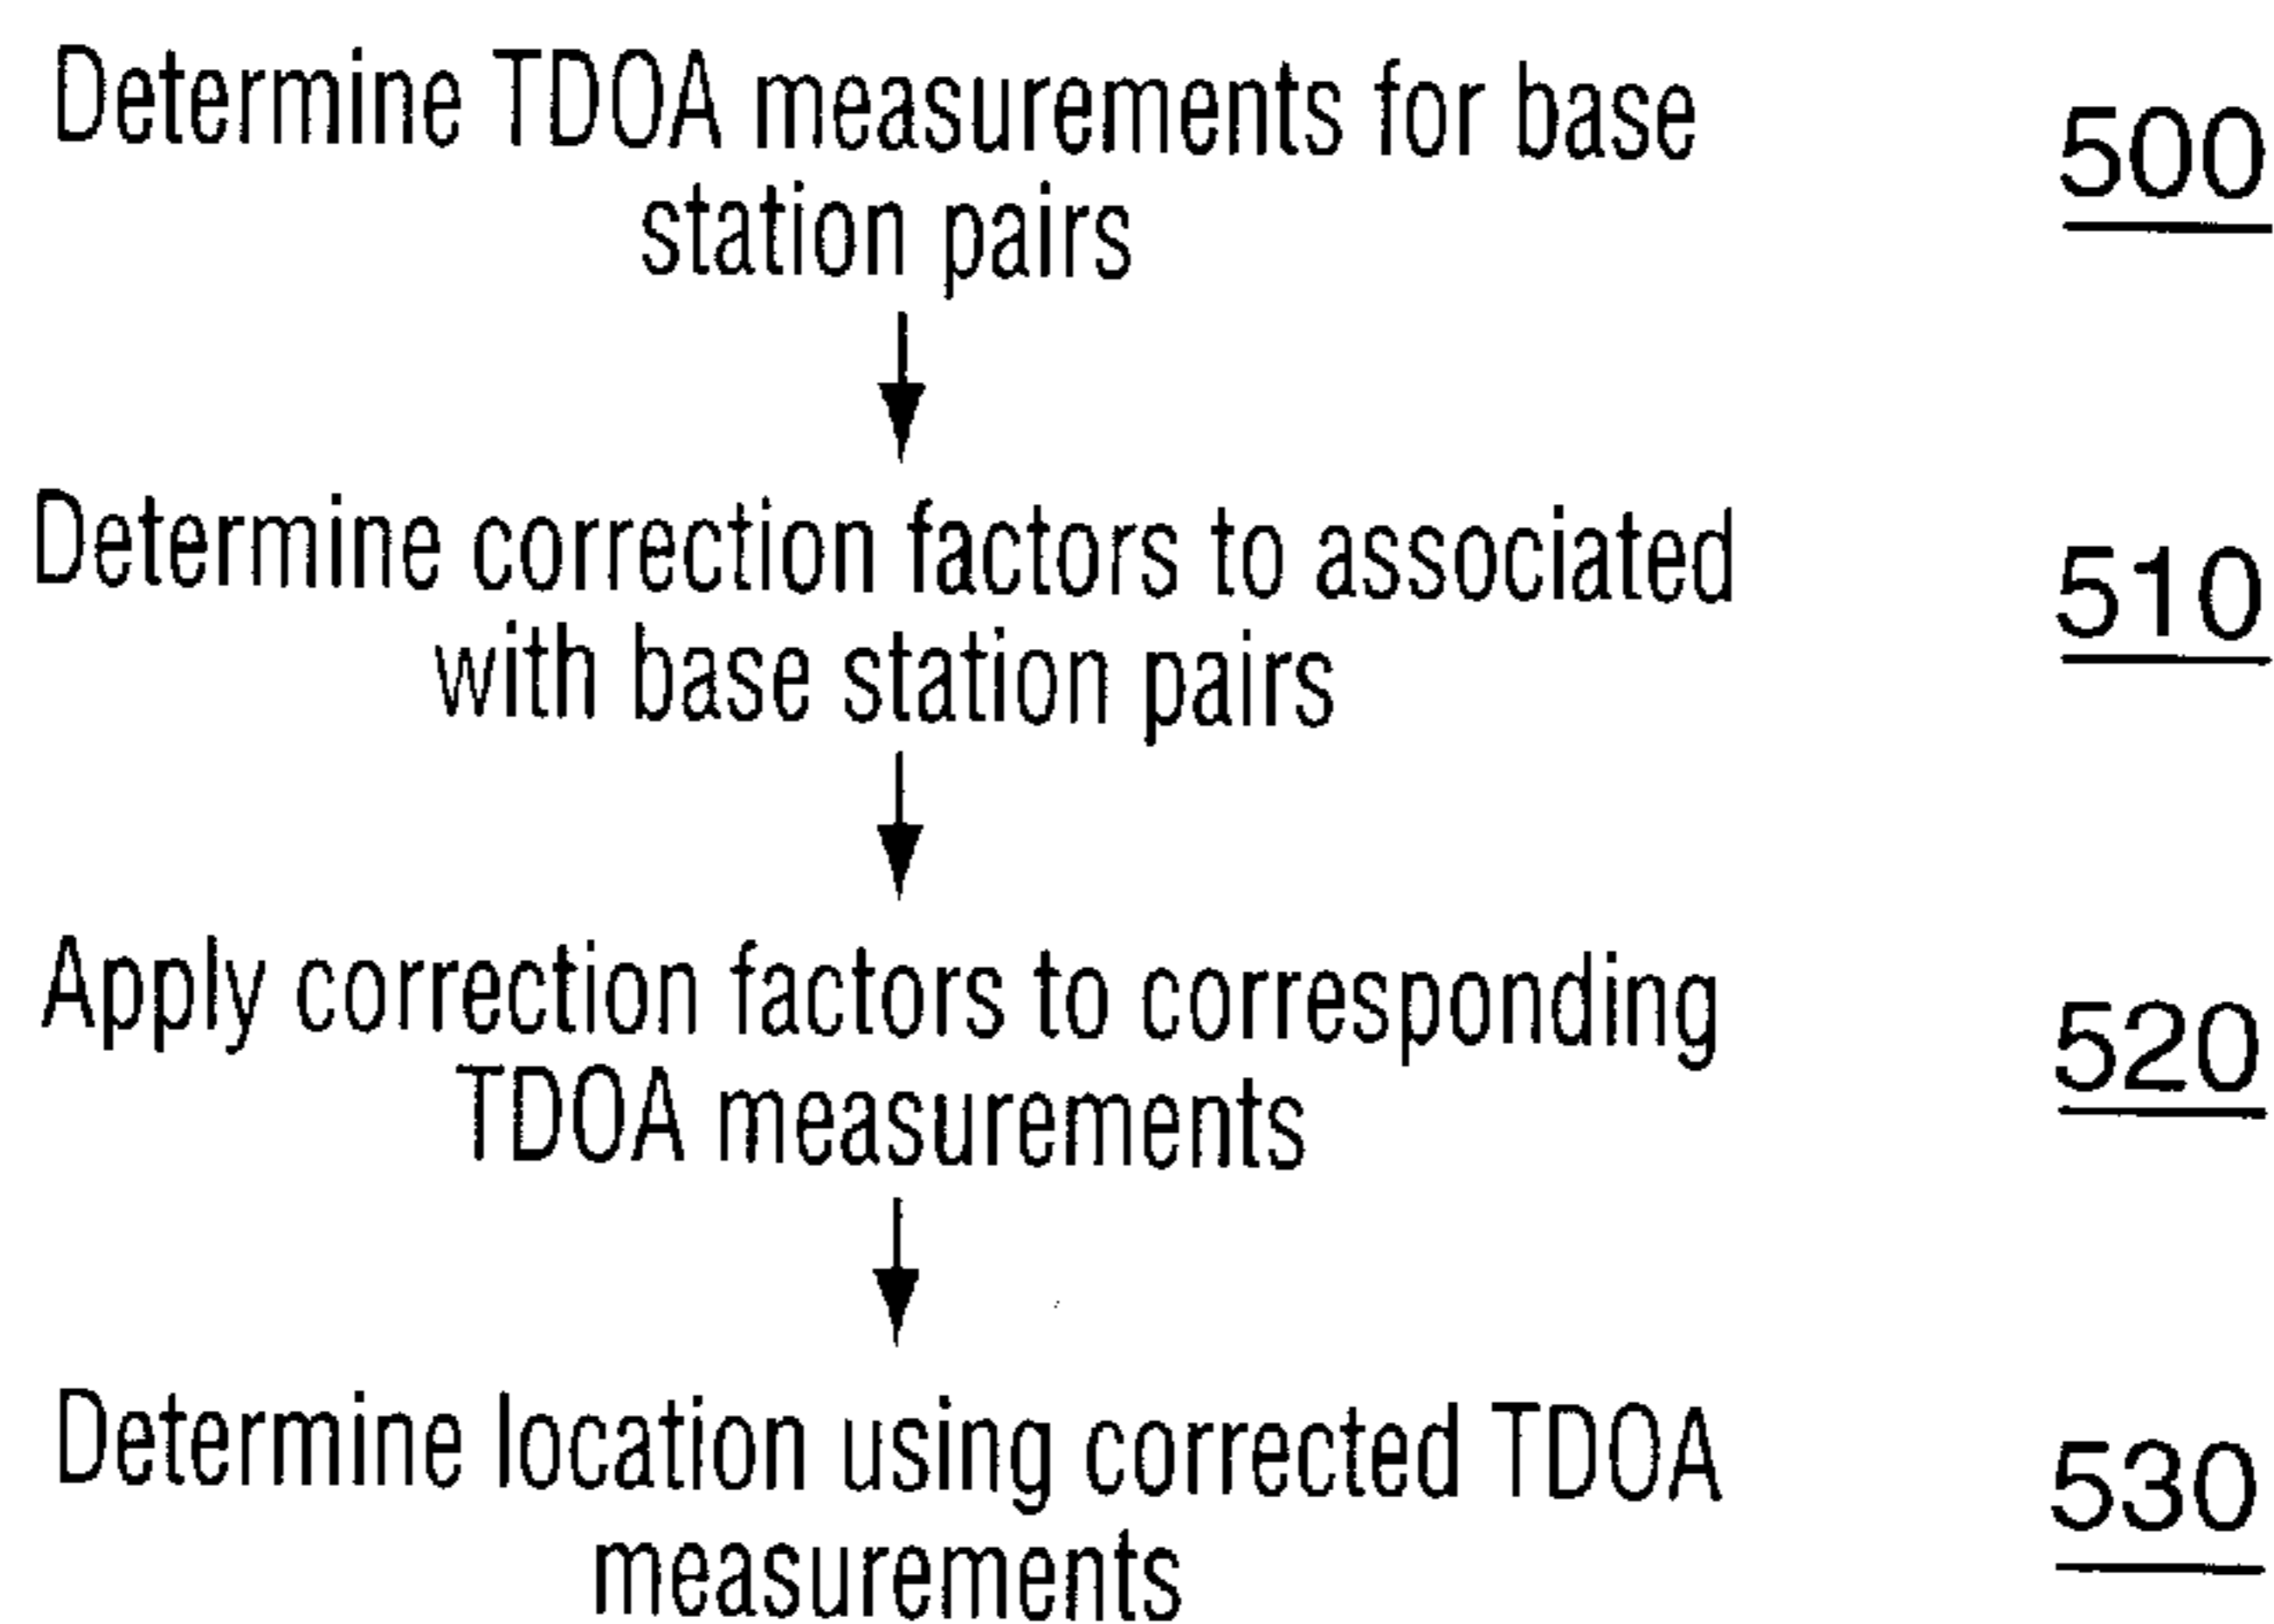 Determine TDOA measurements for base
station pairs
500
Determine correction factors to associated
with base station pairs
510
Apply correction factors to corresponding
TDOA measurements
520
Determine location using corrected TDOA
measurements
530